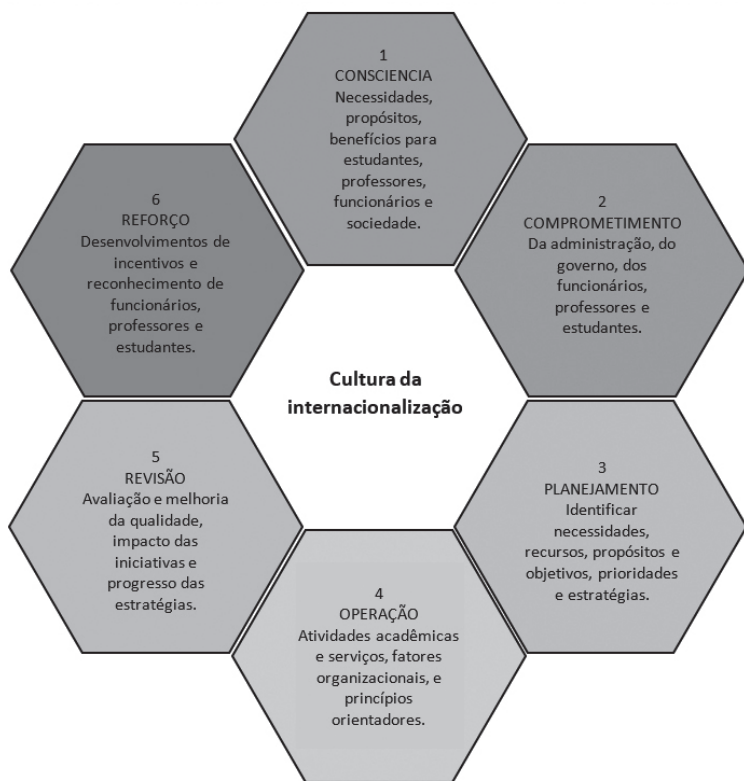 1
CONSCIENCIA
Necessidades,
propósitos,
benefícios para
estudantes,
professores,
funcionários e
sociedade.
2
COMPROMETIMENTO
Da administração, do
governo, dos
funcionários,
professores e
estudantes.
3
PLANEJAMENTO
Identificar
necessidades,
recursos, propósitos e
objetivos, prioridades
e estratégias.
4
OPERAÇÃO
Atividades acadêmicas
e serviços, fatores
organizacionais, e
princípios
orientadores.
5
REVISÃO
Avaliação e melhoria
da qualidade,
impacto das
iniciativas e
progresso das
estratégias.
6
REFORÇO
Desenvolvimentos de
incentivos e
reconhecimento de
funcionários,
professores e
estudantes.
Cultura da
internacionalização